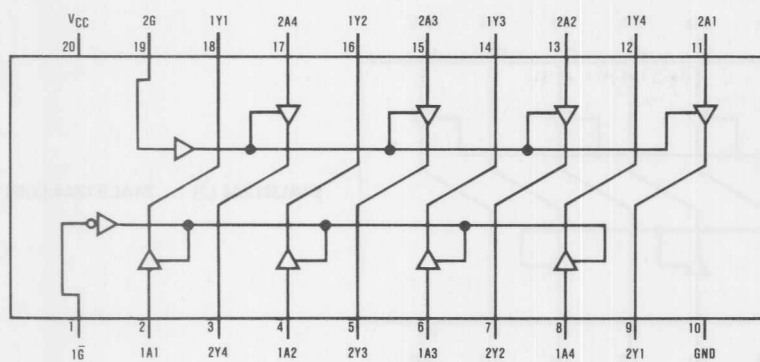 VCC 2G 1Y1 2A4 1Y2 2A3 1Y3 2A2 1Y4 2A1
20 19 18 17 16 15 14 13 12 11
1 2 3 4 5 6 7 8 9 10
1G̅ 1A1 2Y4 1A2 2Y3 1A3 2Y2 1A4 2Y1 GND